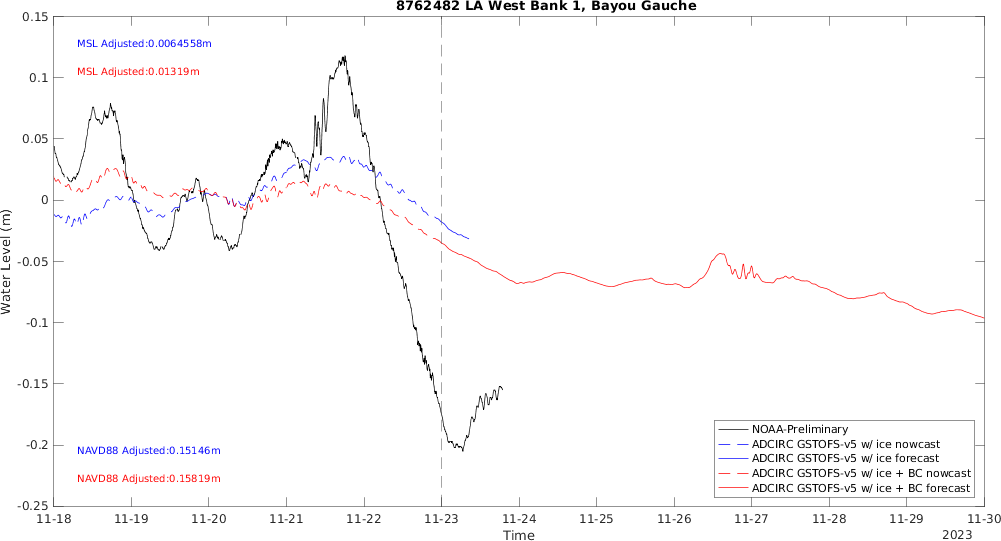 8762482 LA West Bank 1, Bayou Gauche
0.15
0.1
0.05
0
-0.05
-0.1
-0.15
-0.2
-0.25
Water Level (m)
MSL Adjusted:0.0064558m
MSL Adjusted:0.01319m
NAVD88 Adjusted:0.15146m
NAVD88 Adjusted:0.15819m
NOAA-Preliminary
ADCIRC GSTOFS-v5 w/ ice nowcast
ADCIRC GSTOFS-v5 w/ ice forecast
ADCIRC GSTOFS-v5 w/ ice + BC nowcast
ADCIRC GSTOFS-v5 w/ ice + BC forecast
11-18 11-19 11-20 11-21 11-22 11-23 11-24 11-25 11-26 11-27 11-28 11-29 11-30
Time
2023